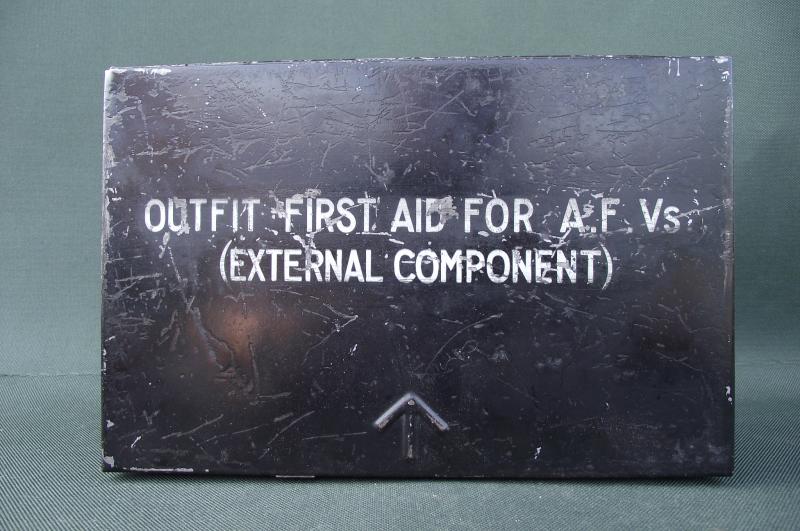 OUTFIT FIRST AID FOR A.F.Vs.
(EXTERNAL COMPONENT)